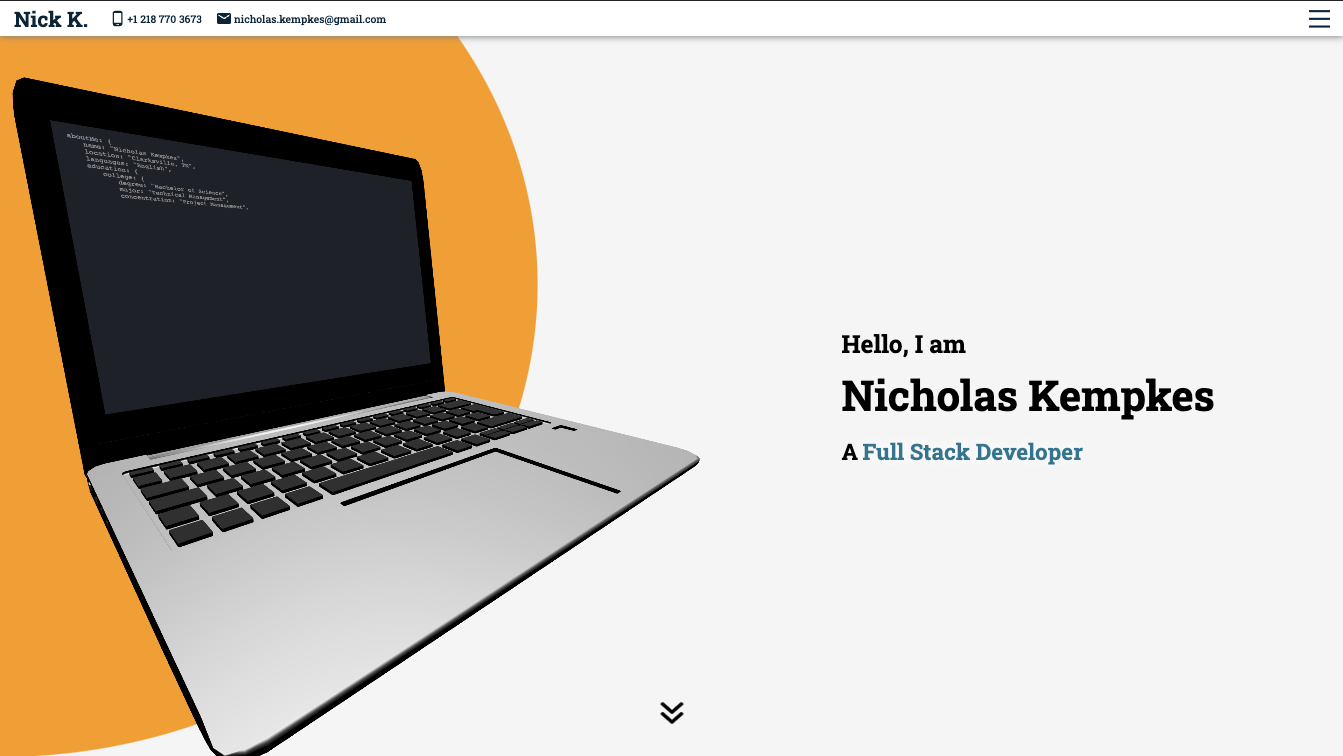 Nick K.
+1 218 770 3673
nicholas.kempkes@gmail.com
aboutMe: {
name: "Nicholas Kempkes",
location: "Clarksville, TN",
languages: "English",
education: {
college: {
degree: "Bachelor of Science",
major: "Technical Management",
concentration: "Project Management",
Hello, I am
Nicholas Kempkes
A Full Stack Developer